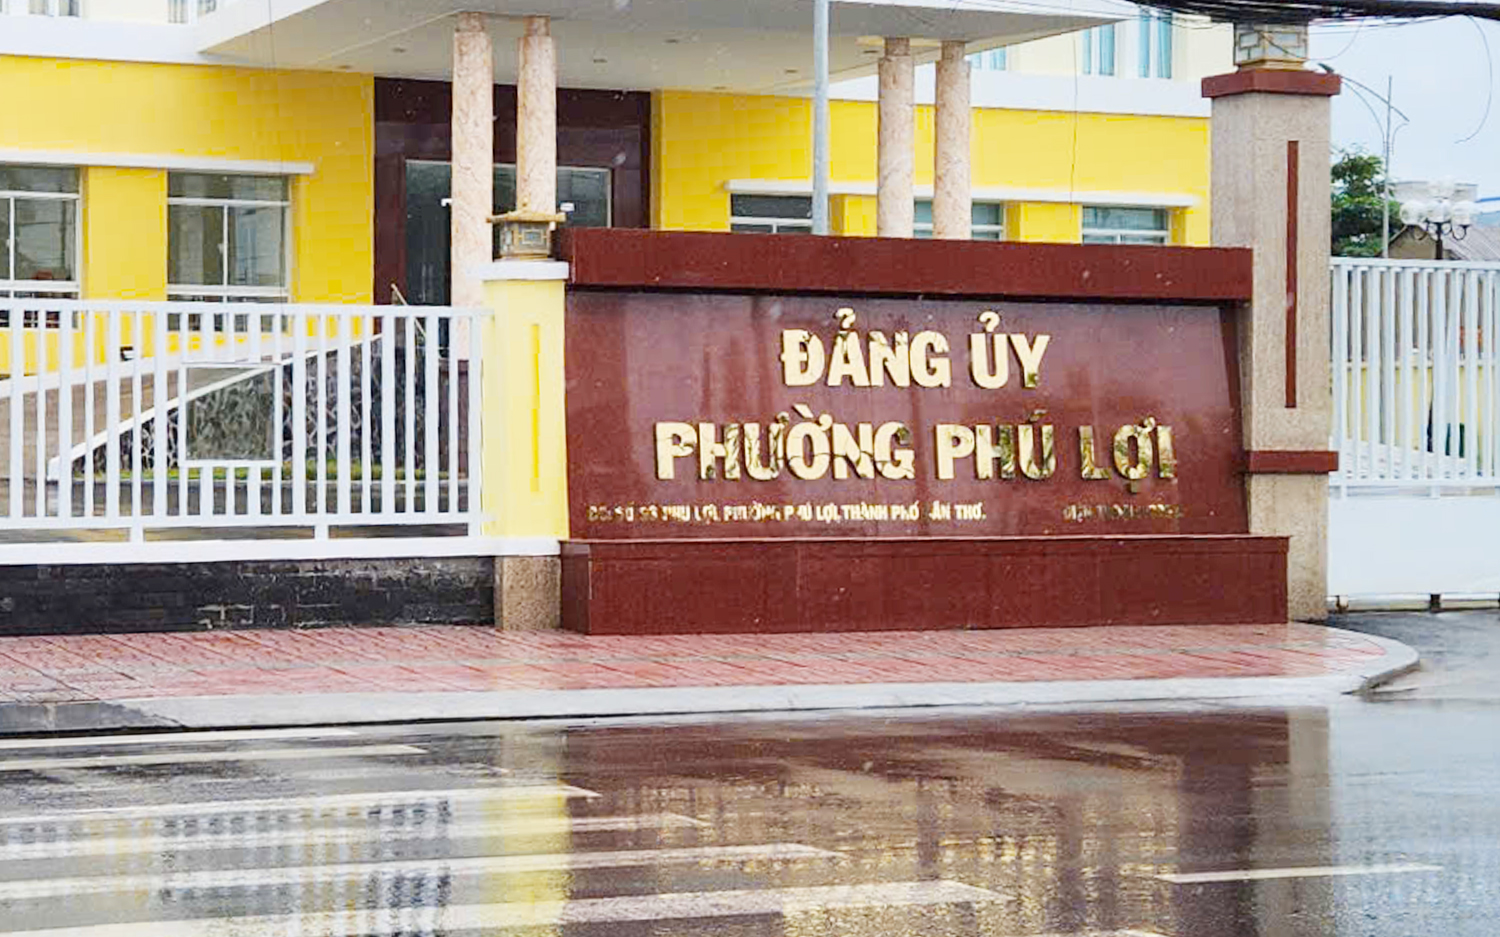 ĐẢNG ỦY
PHƯỜNG PHÚ LỢI
PHÚ LỢI, PHƯỜNG PHÚ LỢI, THÀNH PHỐ CẦN THƠ.